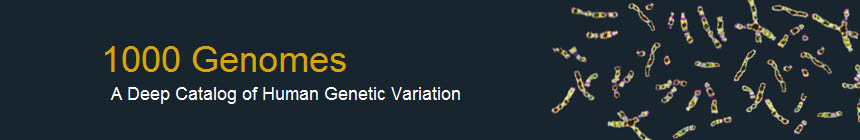 1000 Genomes
A Deep Catalog of Human Genetic Variation